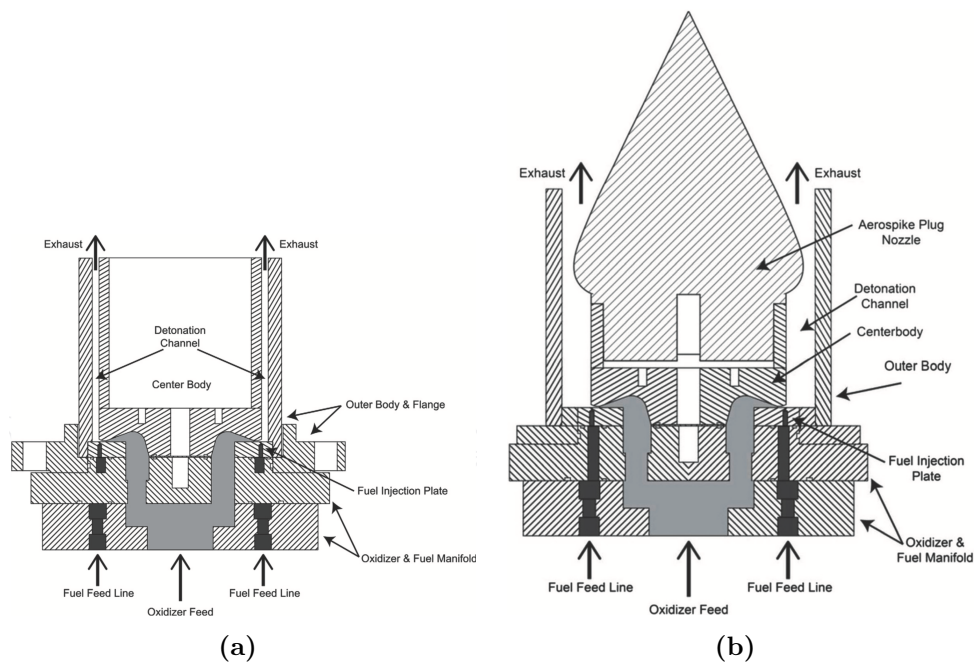 Exhaust
Exhaust
Detonation
Channel
Center Body
Outer Body & Flange
Fuel Injection Plate
Oxidizer & Fuel Manifold
Fuel Feed Line
Fuel Feed Line
Oxidizer Feed
(a)
Exhaust
Exhaust
Aerospike Plug
Nozzle
Detonation
Channel
Centerbody
Outer Body
Fuel Injection
Plate
Oxidizer &
Fuel Manifold
Fuel Feed Line
Fuel Feed Line
Oxidizer Feed
(b)